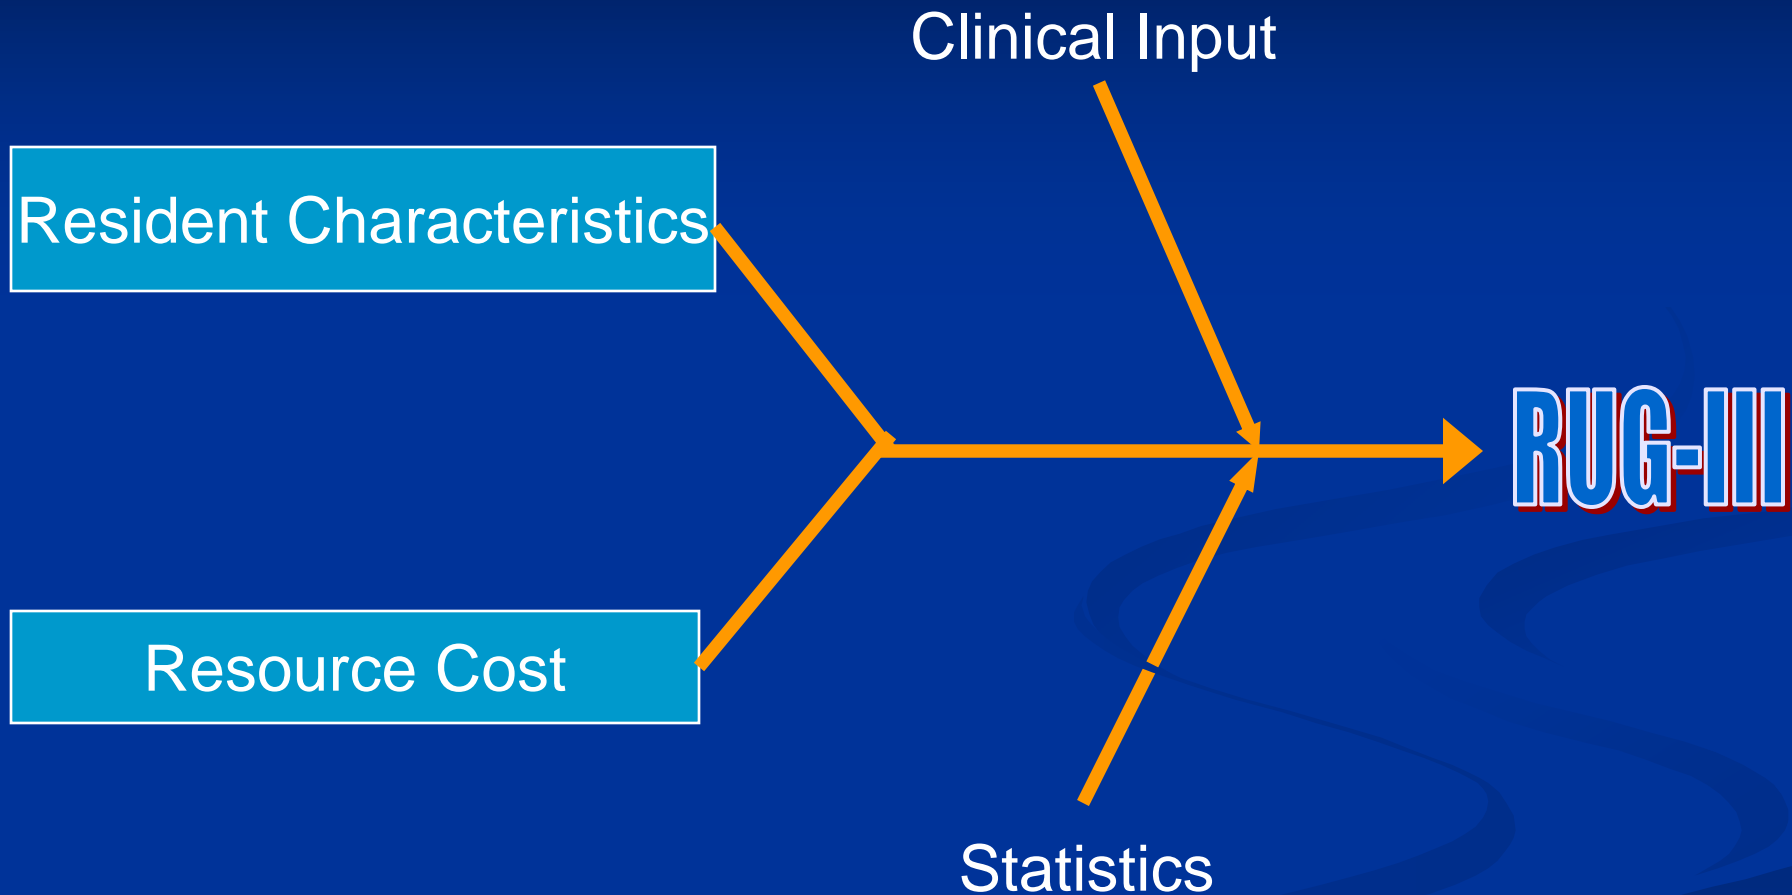 Clinical Input
Resident Characteristics
RUG-III
Resource Cost
Statistics